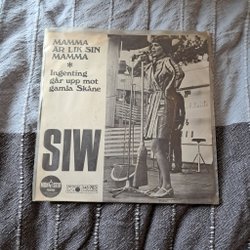 MAMMA
ÄR LIK SIN
MAMMA
*
Ingenting
går upp mot
gamla Skåne
SIW